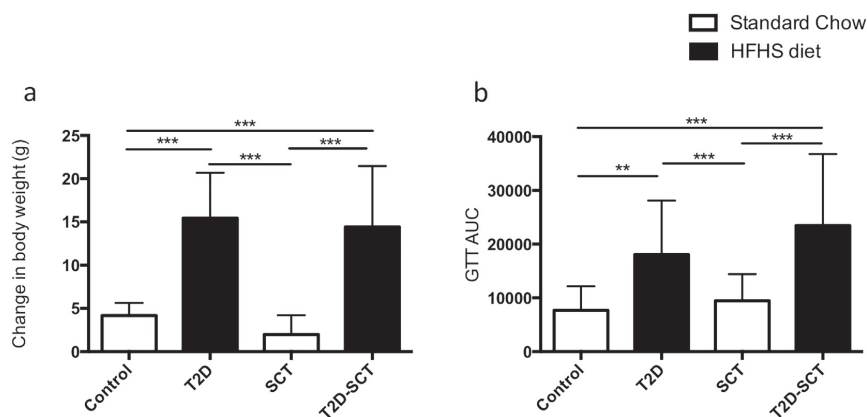 Standard Chow
HFHS diet
a
Change in body weight (g)
25
20
15
10
5
0
***
***
***
***
Control
T2D
SCT
T2D-SCT
b
GTT AUC
40000
30000
20000
10000
0
***
***
**
***
Control
T2D
SCT
T2D-SCT